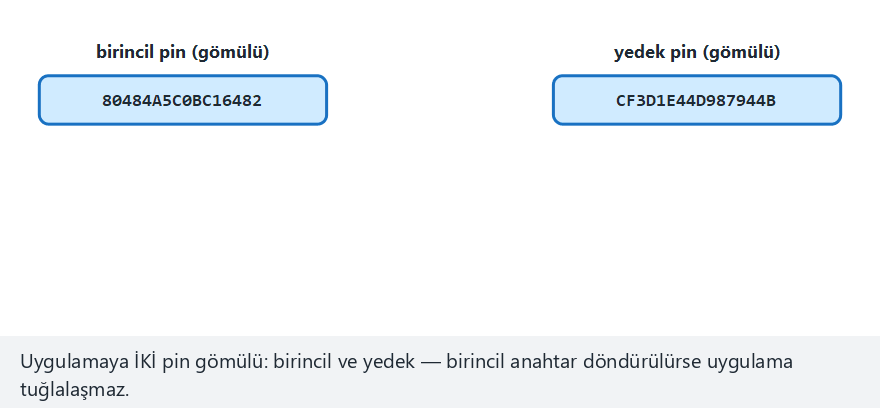 birincil pin (gömülü)
yedek pin (gömülü)
80484A5C0BC16482
CF3D1E44D987944B
Uygulamaya İKİ pin gömülü: birincil ve yedek — birincil anahtar döndürülürse uygulama
tuğlalaşmaz.